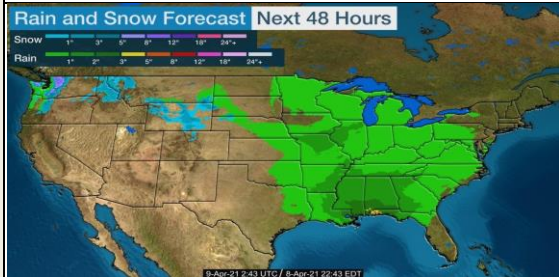 Rain and Snow Forecast Next 48 Hours
Snow
1" 3" 5" 8" 12" 18" 24"+
Rain
1" 2" 3" 5" 8" 12" 18" 24"+
9-Apr-21 2:43 UTC / 8-Apr-21 22:43 EDT